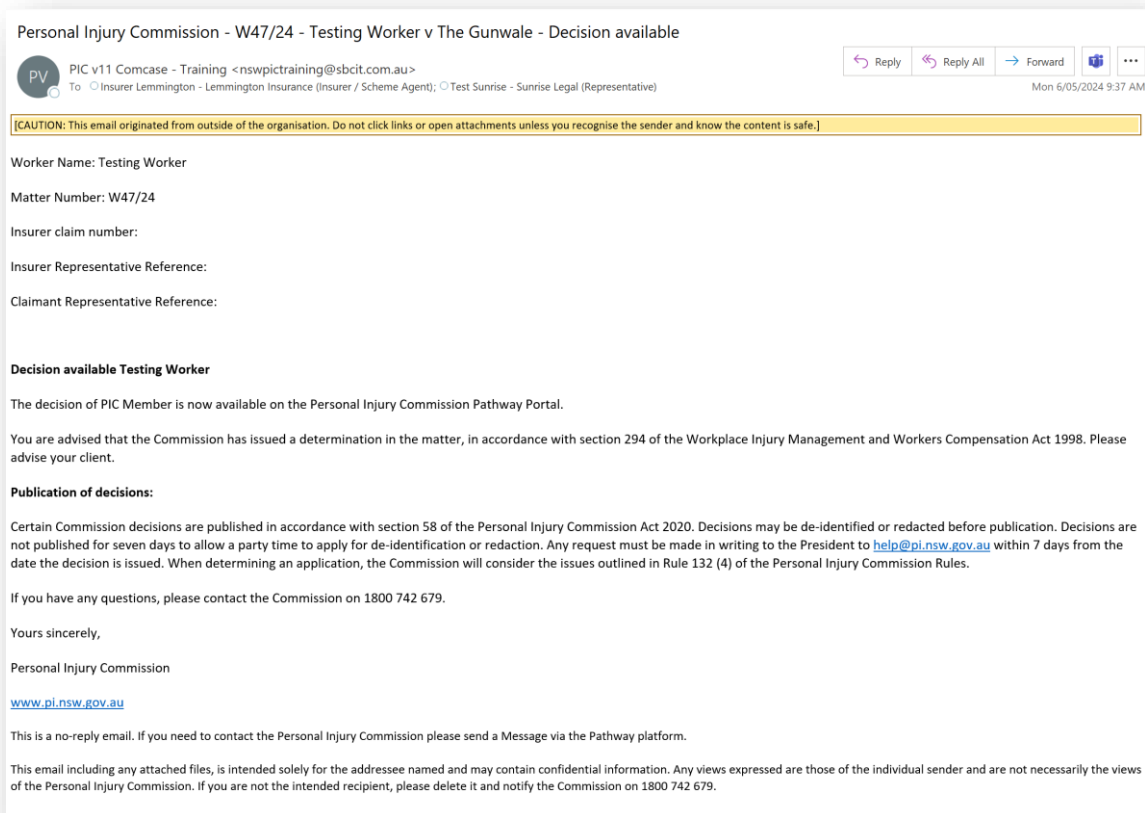 Personal Injury Commission - W47/24 - Testing Worker v The Gunwale - Decision available
PV
PIC v11 Comcase - Training <nswpictraining@sbcit.com.au>
To Insurer Lemmington - Lemmington Insurance (Insurer / Scheme Agent); Test Sunrise - Sunrise Legal (Representative)
Reply
Reply All
Forward
Mon 6/05/2024 9:37 AM
[CAUTION: This email originated from outside of the organisation. Do not click links or open attachments unless you recognise the sender and know the content is safe.]
Worker Name: Testing Worker
Matter Number: W47/24
Insurer claim number:
Insurer Representative Reference:
Claimant Representative Reference:
Decision available Testing Worker
The decision of PIC Member is now available on the Personal Injury Commission Pathway Portal.
You are advised that the Commission has issued a determination in the matter, in accordance with section 294 of the Workplace Injury Management and Workers Compensation Act 1998. Please
advise your client.
Publication of decisions:
Certain Commission decisions are published in accordance with section 58 of the Personal Injury Commission Act 2020. Decisions may be de-identified or redacted before publication. Decisions are
not published for seven days to allow a party time to apply for de-identification or redaction. Any request must be made in writing to the President to help@pi.nsw.gov.au within 7 days from the
date the decision is issued. When determining an application, the Commission will consider the issues outlined in Rule 132 (4) of the Personal Injury Commission Rules.
If you have any questions, please contact the Commission on 1800 742 679.
Yours sincerely,
Personal Injury Commission
www.pi.nsw.gov.au
This is a no-reply email. If you need to contact the Personal Injury Commission please send a Message via the Pathway platform.
This email including any attached files, is intended solely for the addressee named and may contain confidential information. Any views expressed are those of the individual sender and are not necessarily the views
of the Personal Injury Commission. If you are not the intended recipient, please delete it and notify the Commission on 1800 742 679.